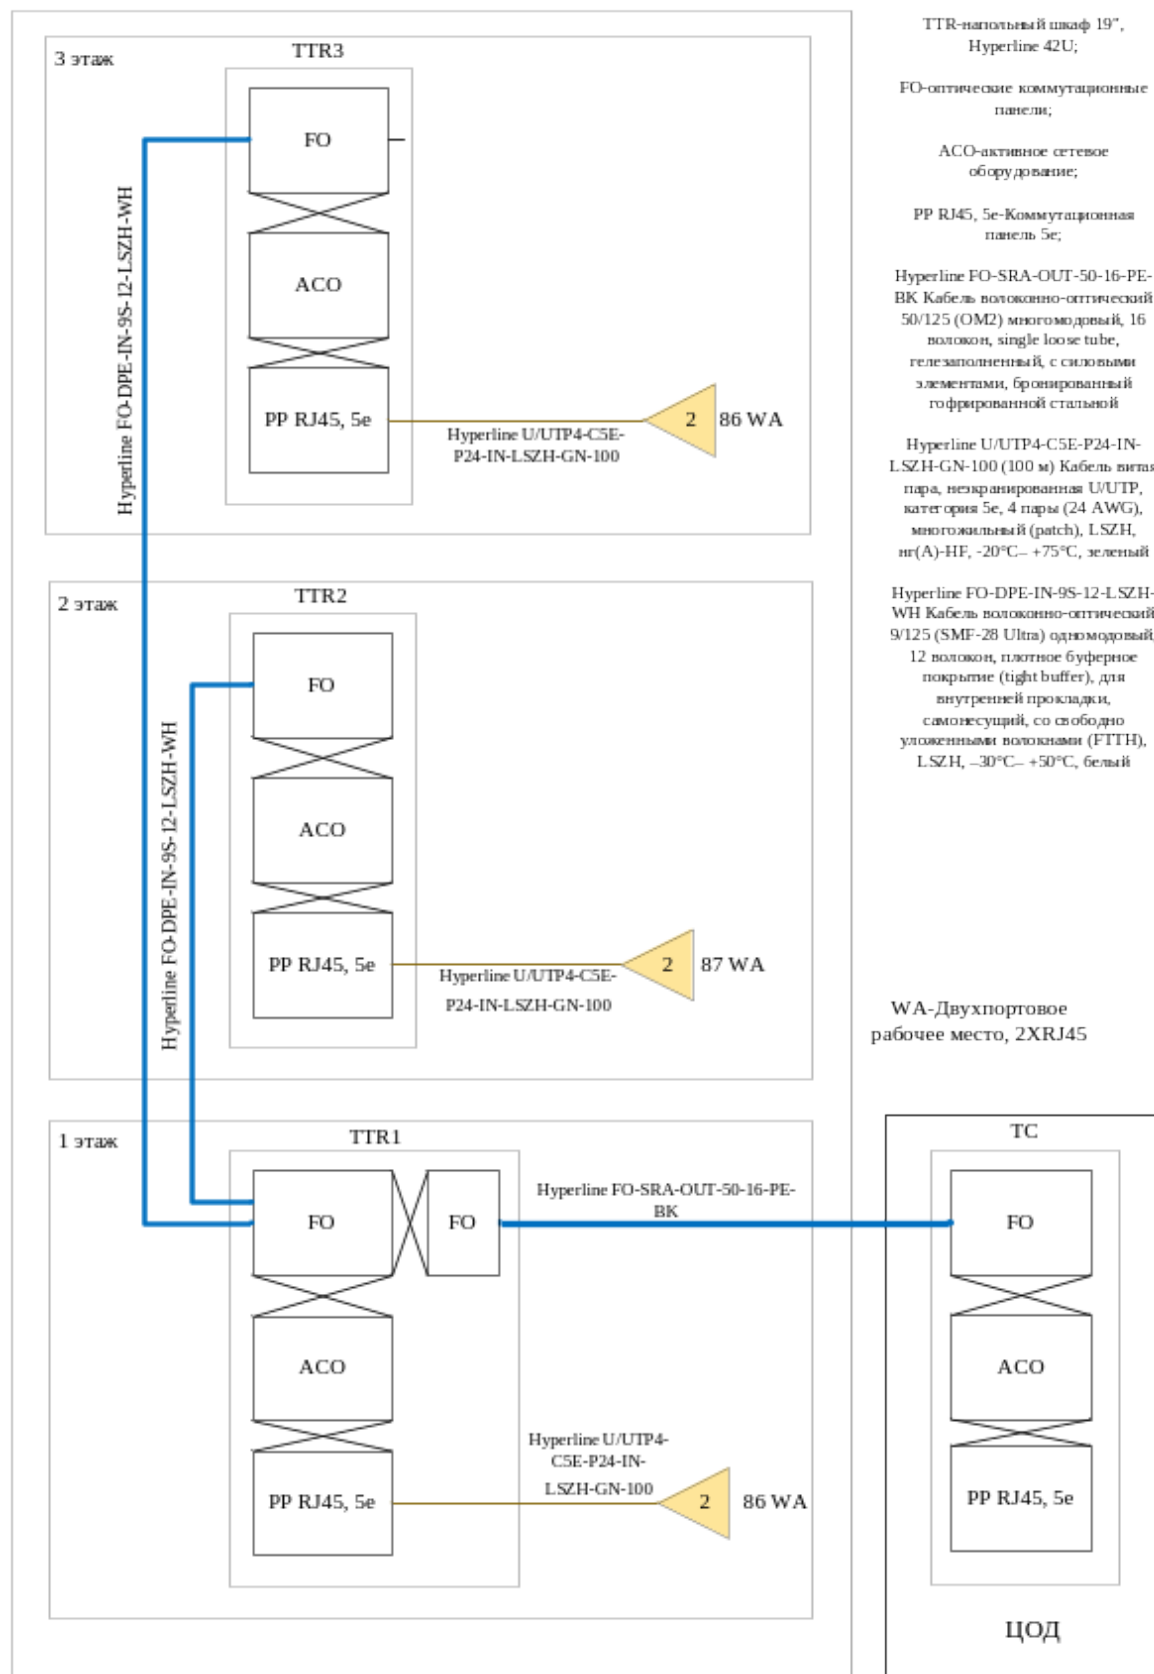 3 этаж
TTR3
FO
ACO
PP RJ45, 5e
Hyperline FO-DPE-IN-9S-12-LSZH-WH
Hyperline U/UTP4-C5E-
P24-IN-LSZH-GN-100
2
86 WA
2 этаж
TTR2
FO
ACO
PP RJ45, 5e
Hyperline FO-DPE-IN-9S-12-LSZH-WH
Hyperline U/UTP4-C5E-
P24-IN-LSZH-GN-100
2
87 WA
1 этаж
TTR1
FO
FO
Hyperline FO-SRA-OUT-50-16-PE-
BK
ACO
PP RJ45, 5e
Hyperline U/UTP4-
C5E-P24-IN-
LSZH-GN-100
2
86 WA
TTR-напольный шкаф 19",
Hyperline 42U;
FO-оптические коммутационные
панели;
ACO-активное сетевое
оборудование;
PP RJ45, 5e-Коммутационная
панель 5e;
Hyperline FO-SRA-OUT-50-16-PE-
BK Кабель волоконно-оптический
50/125 (OM2) многомодовый, 16
волокон, single loose tube,
гелезаполненный, с силовыми
элементами, бронированный
гофрированной стальной
Hyperline U/UTP4-C5E-P24-IN-
LSZH-GN-100 (100 м) Кабель витая
пара, неэкранированная U/UTP,
категория 5e, 4 пары (24 AWG),
многожильный (patch), LSZH,
нг(A)-HF, -20°C– +75°C, зеленый
Hyperline FO-DPE-IN-9S-12-LSZH-
WH Кабель волоконно-оптический
9/125 (SMF-28 Ultra) одномодовый,
12 волокон, плотное буферное
покрытие (tight buffer), для
внутренней прокладки,
самонесущий, со свободно
уложенными волокнами (FTTH),
LSZH, –30°C– +50°C, белый
WA-Двухпортовое
рабочее место, 2XRJ45
TC
FO
ACO
PP RJ45, 5e
ЦОД